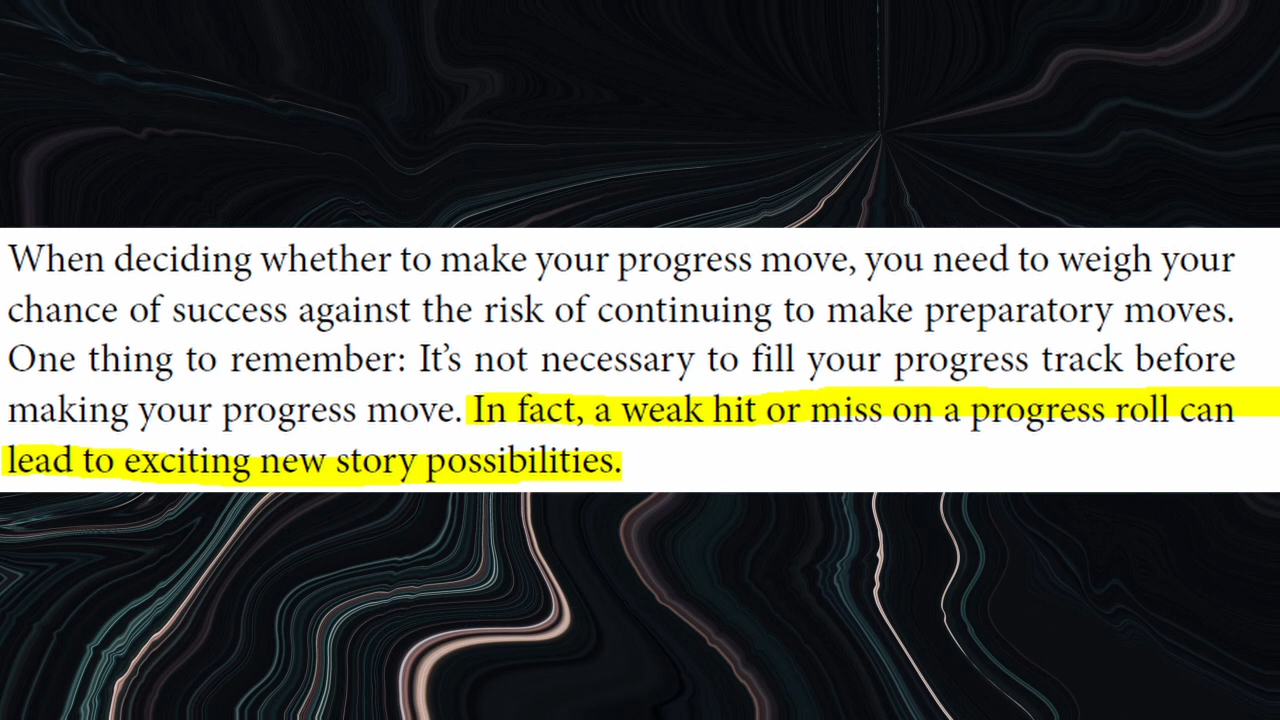 When deciding whether to make your progress move, you need to weigh your
chance of success against the risk of continuing to make preparatory moves.
One thing to remember: It’s not necessary to fill your progress track before
making your progress move. In fact, a weak hit or miss on a progress roll can
lead to exciting new story possibilities.